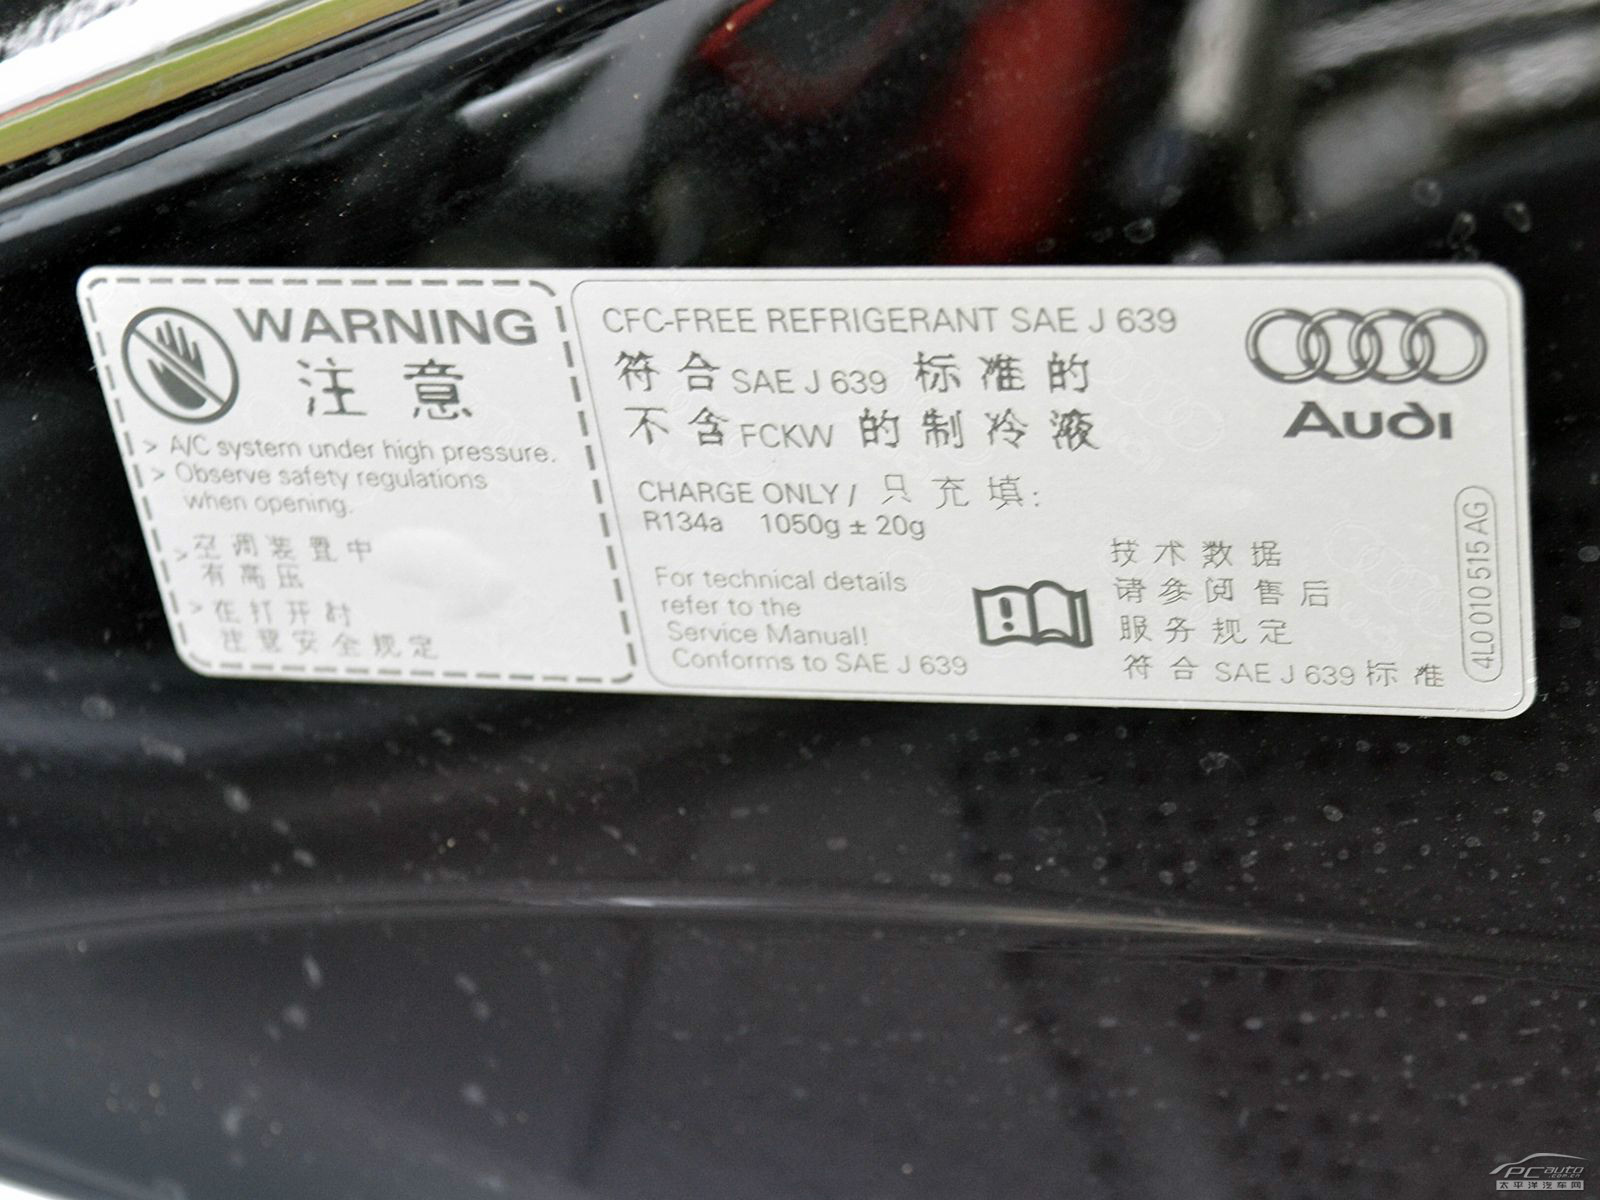 WARNING
注意
> A/C system under high pressure.
> Observe safety regulations
when opening.
> 空调装置中
有高压
> 在打开时
注意安全规定
CFC-FREE REFRIGERANT SAE J 639
符合 SAE J 639 标准的
不含 FCKW 的制冷液
CHARGE ONLY / 只充填:
R134a 1050g ± 20g
For technical details
refer to the
Service Manual!
Conforms to SAE J 639
技术数据
请参阅售后
服务规定
符合 SAE J 639 标准
Audi
4L0 010 515 AG
PCauto
.com.cn
太平洋汽车网